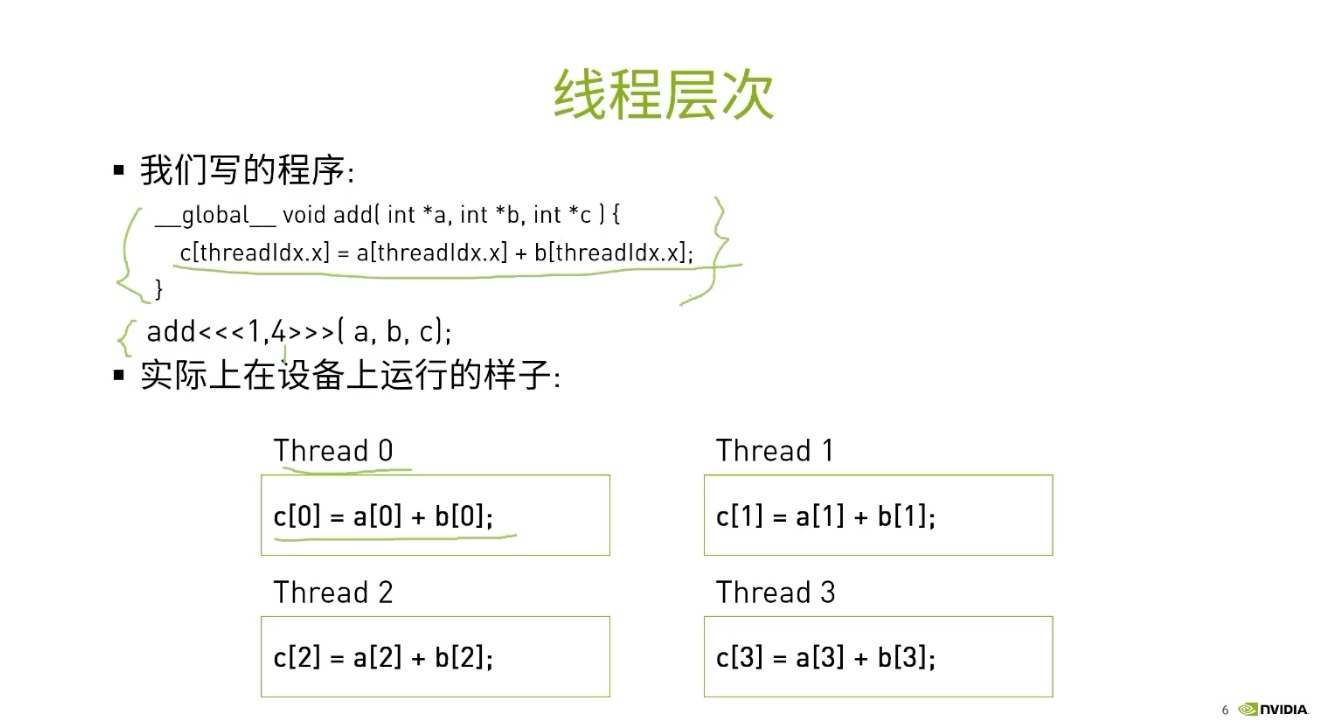 线程层次
▪ 我们写的程序:
__global__ void add( int *a, int *b, int *c ) {
c[threadIdx.x] = a[threadIdx.x] + b[threadIdx.x];
}
add<<<1,4>>>( a, b, c);
▪ 实际上在设备上运行的样子:
Thread 0
c[0] = a[0] + b[0];
Thread 1
c[1] = a[1] + b[1];
Thread 2
c[2] = a[2] + b[2];
Thread 3
c[3] = a[3] + b[3];
6 NVIDIA.